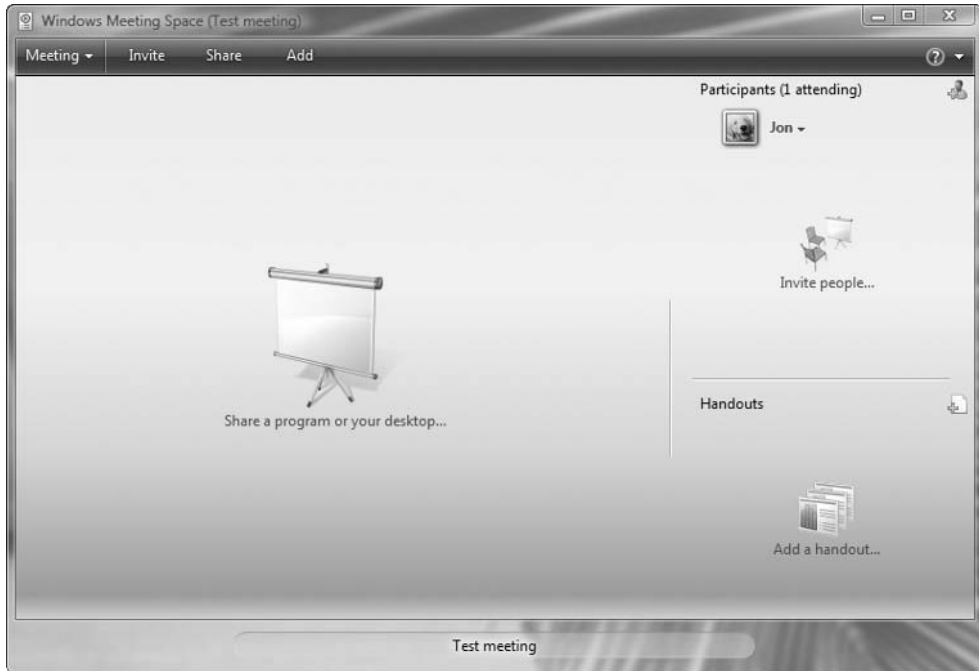 Windows Meeting Space (Test meeting)
Meeting
Invite
Share
Add
Participants (1 attending)
Jon
Invite people...
Share a program or your desktop...
Handouts
Add a handout...
Test meeting